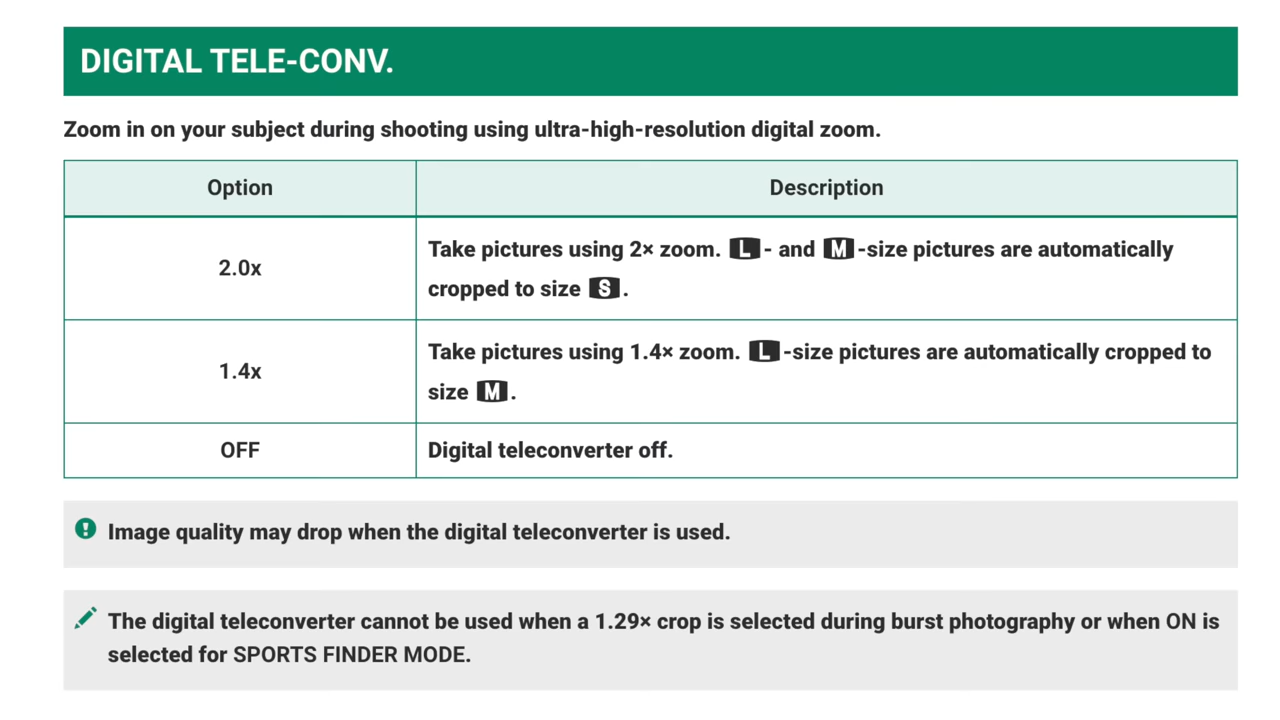 DIGITAL TELE-CONV.
Zoom in on your subject during shooting using ultra-high-resolution digital zoom.
Option Description
2.0x
Take pictures using 2× zoom. L - and M -size pictures are automatically
cropped to size S .
1.4x
Take pictures using 1.4× zoom. L -size pictures are automatically cropped to
size M .
OFF Digital teleconverter off.
Image quality may drop when the digital teleconverter is used.
The digital teleconverter cannot be used when a 1.29× crop is selected during burst photography or when ON is
selected for SPORTS FINDER MODE.